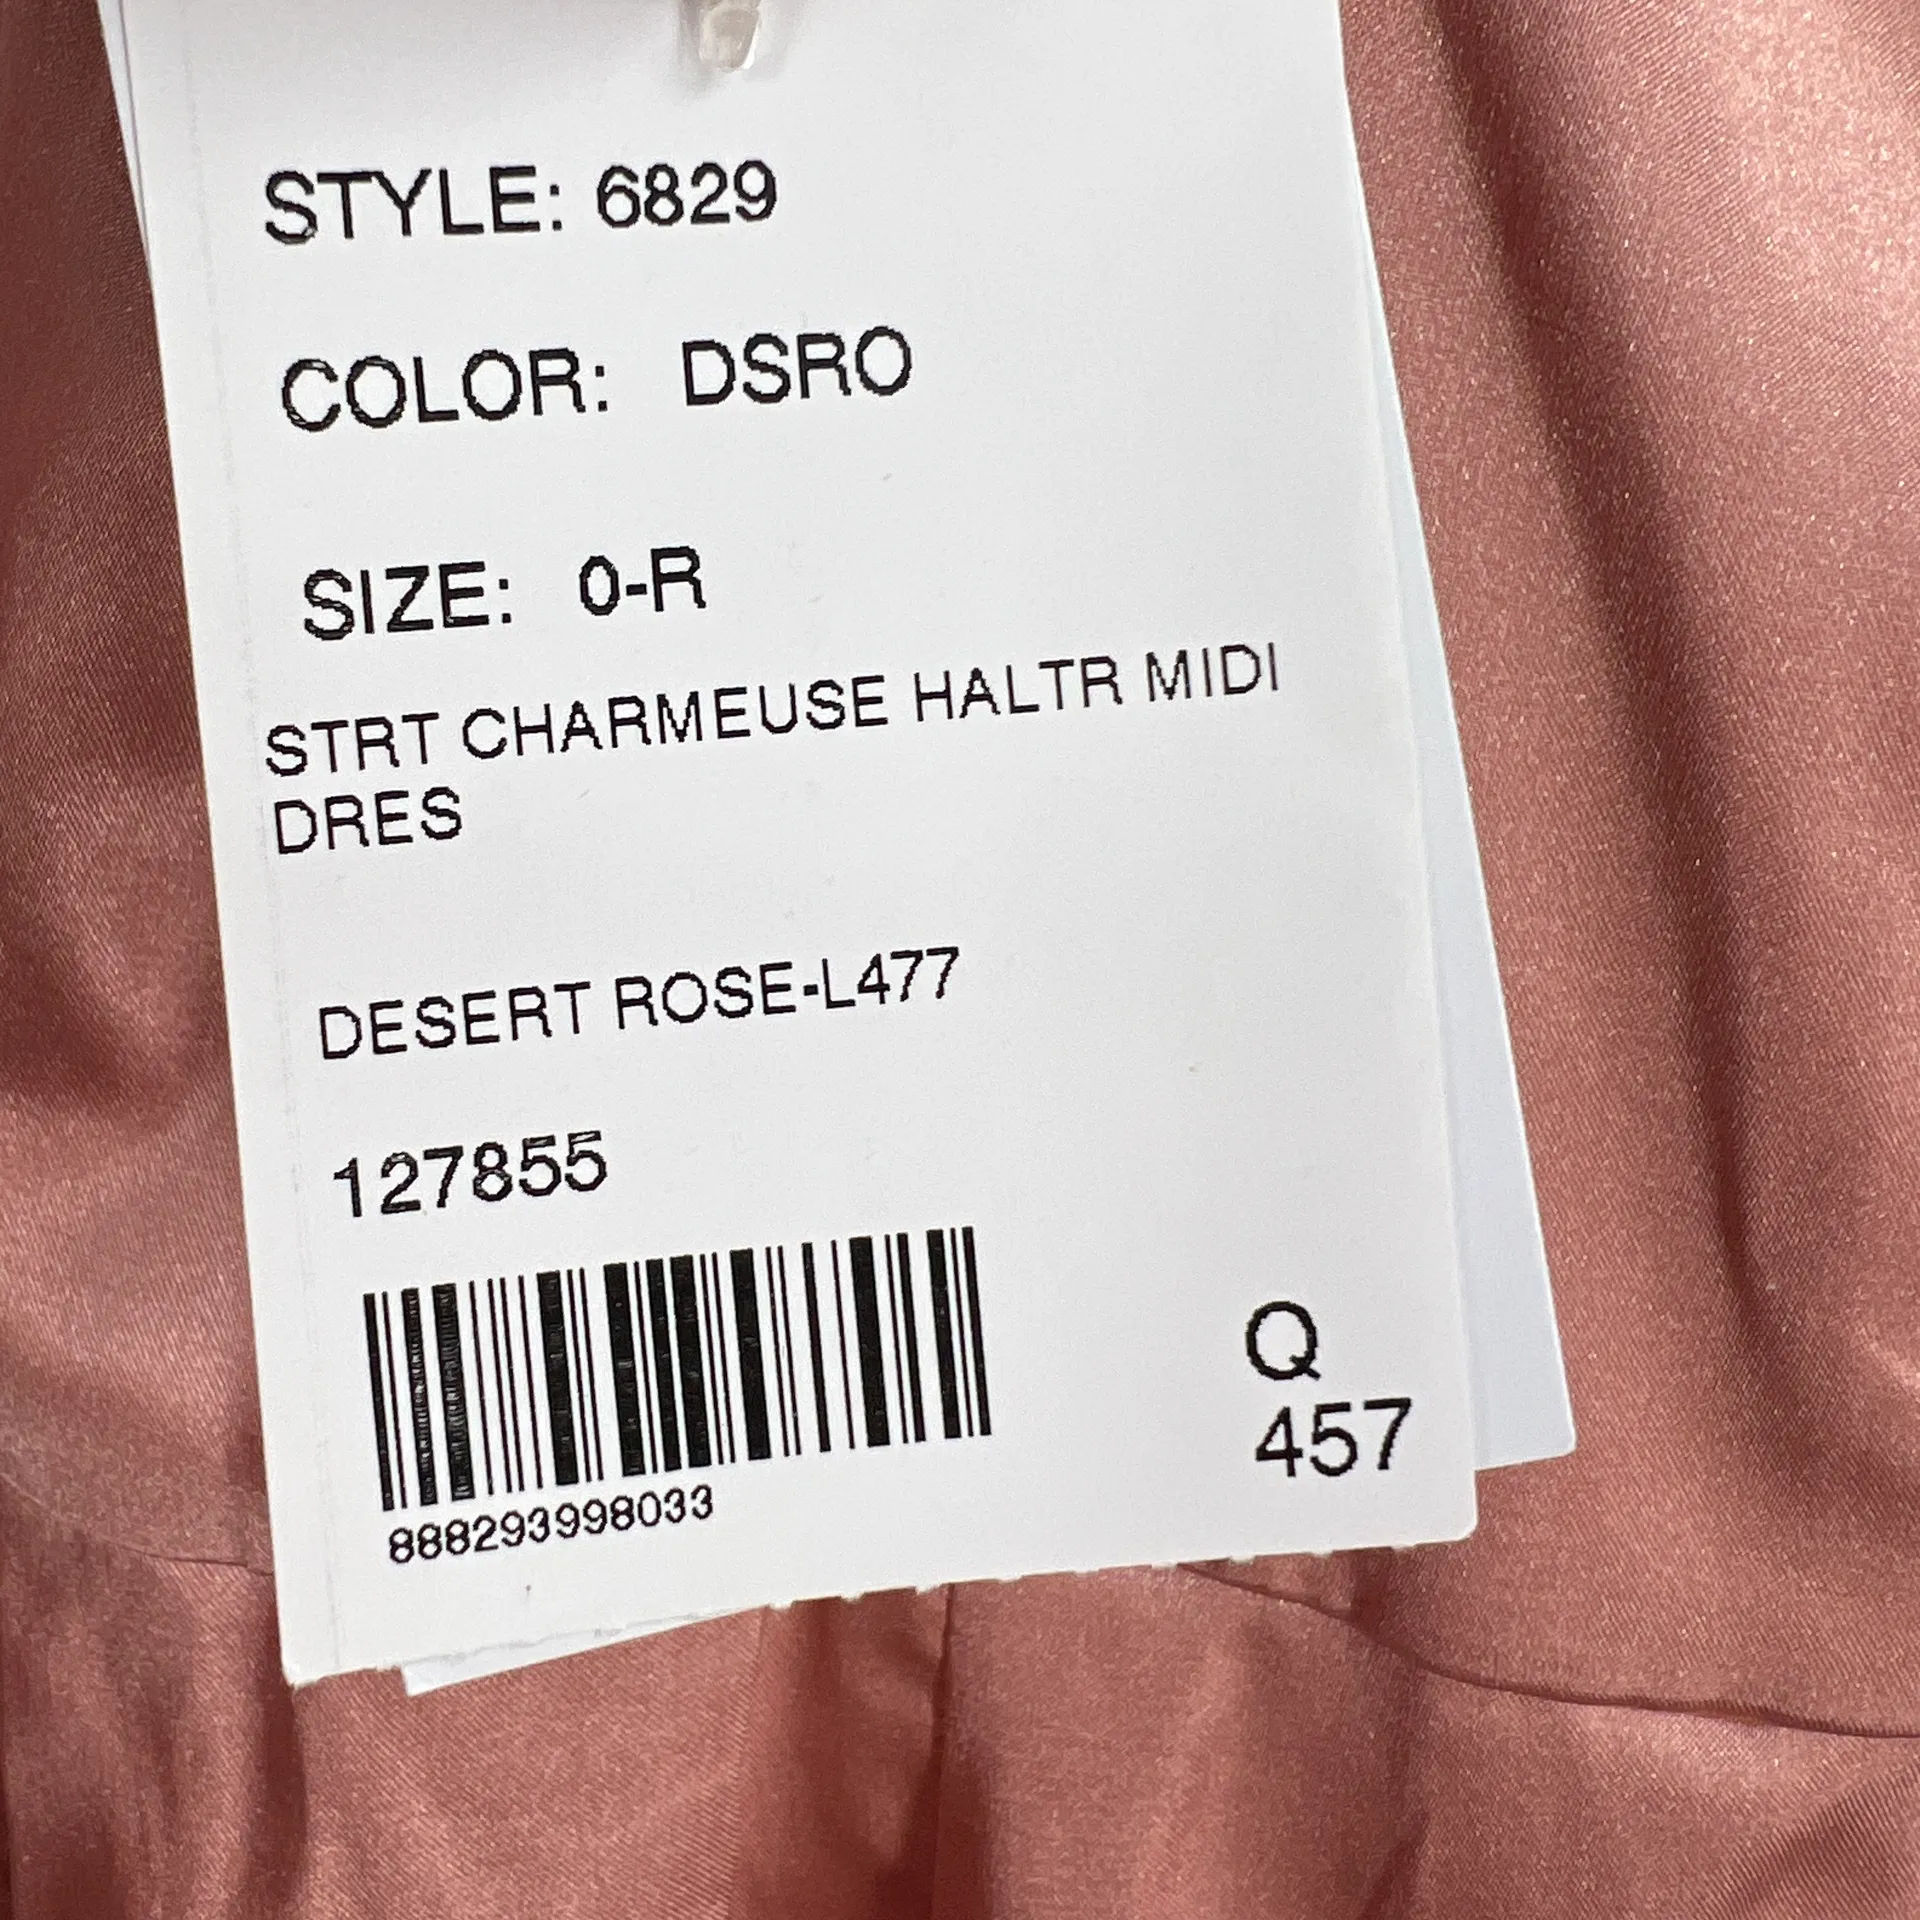 STYLE: 6829
COLOR: DSRO
SIZE: 0-R
STRT CHARMEUSE HALTR MIDI
DRES
DESERT ROSE-L477
127855
888293998033
Q
457